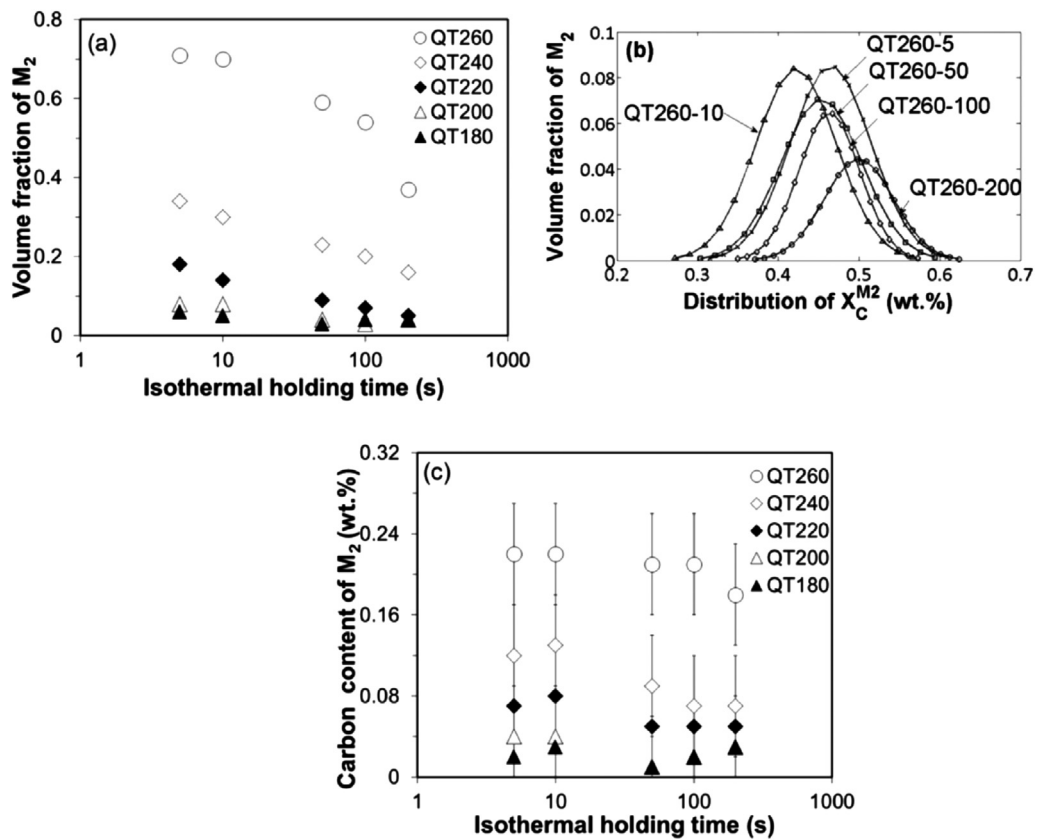 (a)
QT260
QT240
QT220
QT200
QT180
Volume fraction of M2
0.8
0.6
0.4
0.2
0
1
10
100
1000
Isothermal holding time (s)
(b)
QT260-5
QT260-50
QT260-100
QT260-10
QT260-200
Volume fraction of M2
0.1
0.08
0.06
0.04
0.02
0
0.2
0.3
0.4
0.5
0.6
0.7
Distribution of X_C^M2 (wt.%)
(c)
QT260
QT240
QT220
QT200
QT180
Carbon content of M2 (wt.%)
0.32
0.24
0.16
0.08
0
1
10
100
1000
Isothermal holding time (s)